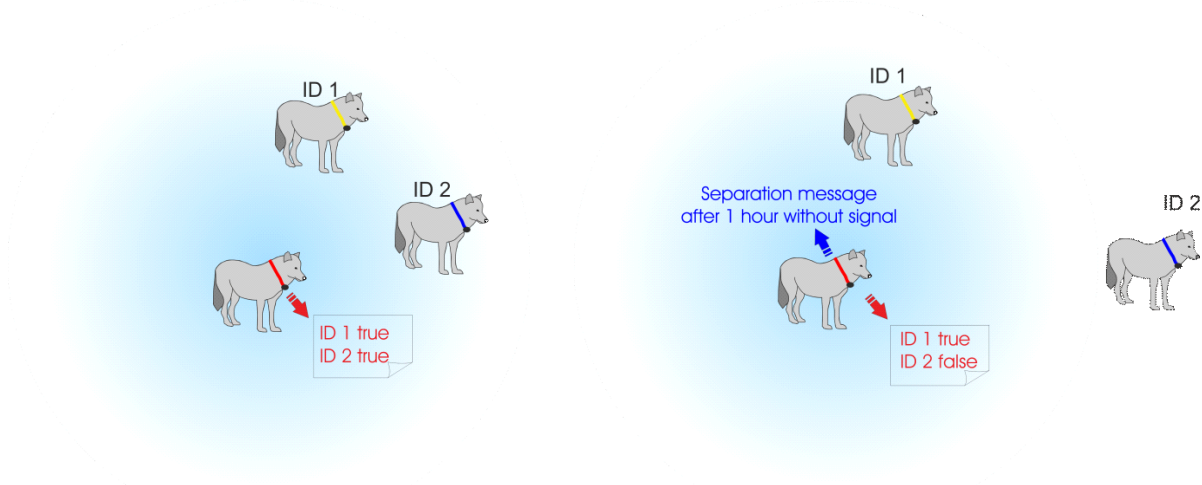 ID 1
ID 2
ID 1 true
ID 2 true
ID 1
Separation message
after 1 hour without signal
ID 2
ID 1 true
ID 2 false